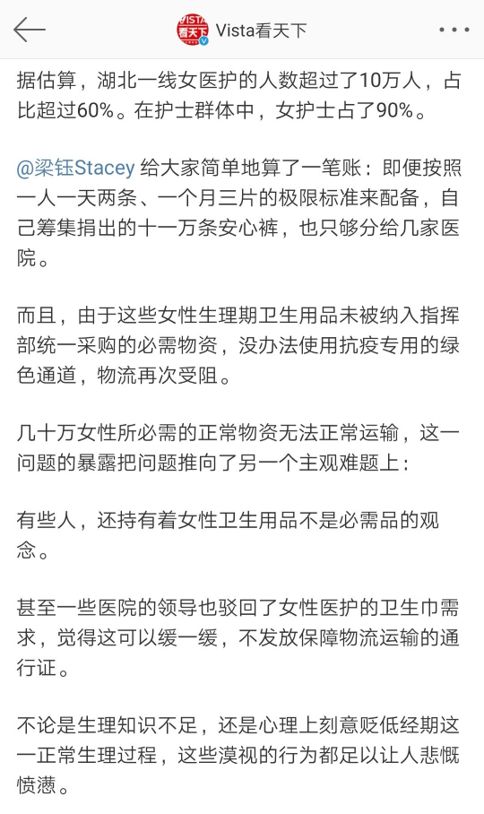 Vista看天下
据估算，湖北一线女医护的人数超过了10万人，占
比超过60%。在护士群体中，女护士占了90%。
@梁钰Stacey 给大家简单地算了一笔账：即便按照
一人一天两条、一个月三片的极限标准来配备，自
己筹集捐出的十一万条安心裤，也只够分给几家医
院。
而且，由于这些女性生理期卫生用品未被纳入指挥
部统一采购的必需物资，没办法使用抗疫专用的绿
色通道，物流再次受阻。
几十万女性所必需的正常物资无法正常运输，这一
问题的暴露把问题推向了另一个主观难题上：
有些人，还持有着女性卫生用品不是必需品的观
念。
甚至一些医院的领导也驳回了女性医护的卫生巾需
求，觉得这可以缓一缓，不发放保障物流运输的通
行证。
不论是生理知识不足，还是心理上刻意贬低经期这
一正常生理过程，这些漠视的行为都足以让人悲慨
愤懑。